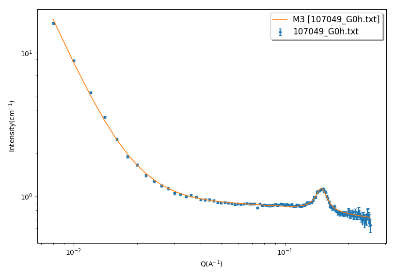 M3 [107049_G0h.txt]
107049_G0h.txt
10¹
10⁰
Intensity(cm⁻¹)
10⁻²
10⁻¹
Q(A⁻¹)